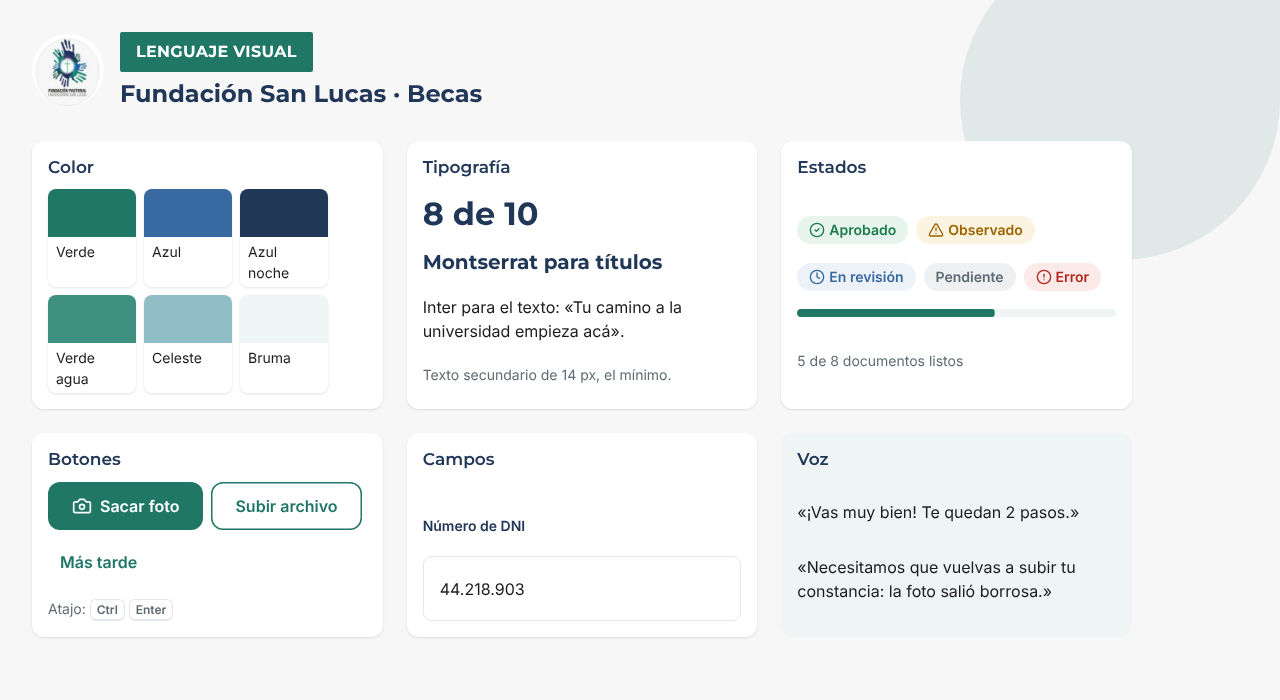 FUNDACIÓN PASTORAL
LENGUAJE VISUAL
Fundación San Lucas · Becas
Color
Verde
Azul
Azul
noche
Verde
agua
Celeste
Bruma
Tipografía
8 de 10
Montserrat para títulos
Inter para el texto: «Tu camino a la
universidad empieza acá».
Texto secundario de 14 px, el mínimo.
Estados
Aprobado
Observado
En revisión
Pendiente
Error
5 de 8 documentos listos
Botones
Sacar foto
Subir archivo
Más tarde
Atajo: Ctrl Enter
Campos
Número de DNI
44.218.903
Voz
«¡Vas muy bien! Te quedan 2 pasos.»
«Necesitamos que vuelvas a subir tu
constancia: la foto salió borrosa.»